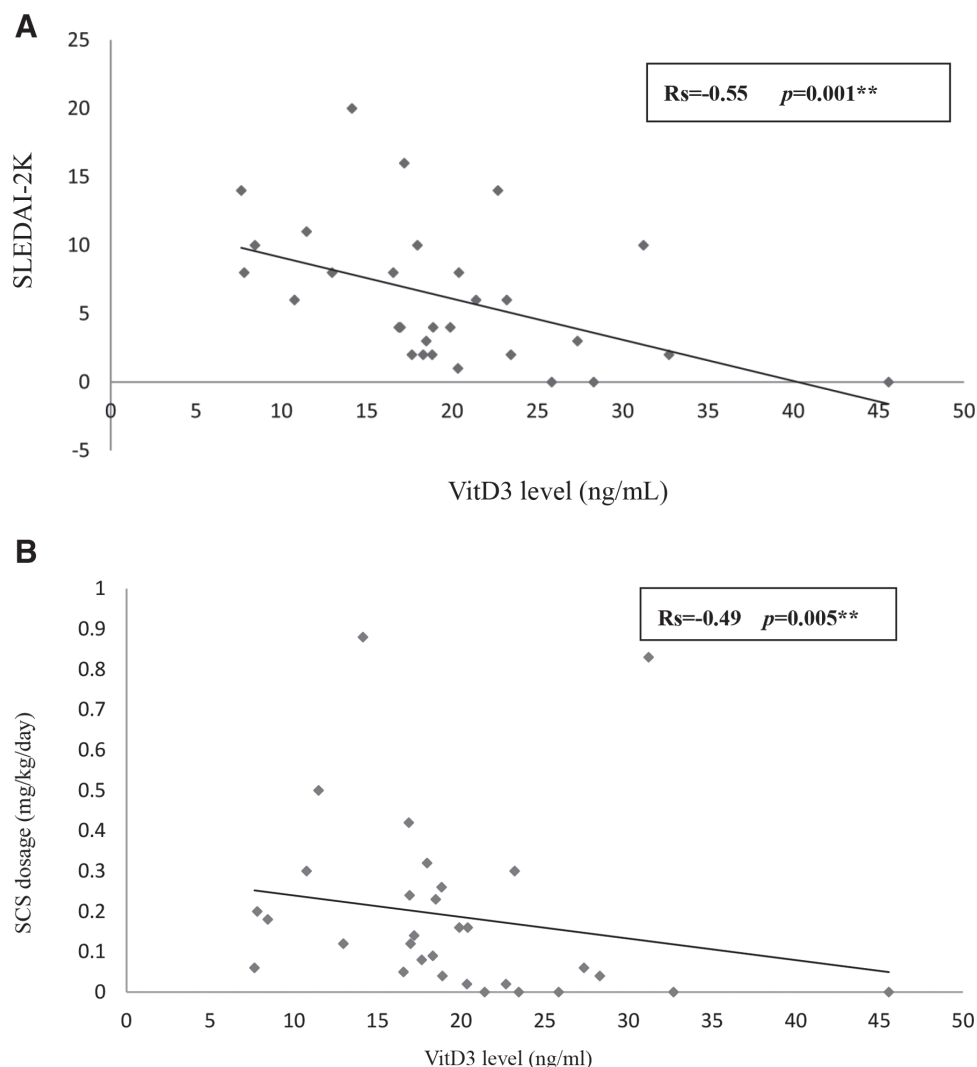 A
25
20
15
10
5
0
-5
SLEDAI-2K
Rs=-0.55 p=0.001**
0 5 10 15 20 25 30 35 40 45 50
VitD3 level (ng/mL)
B
1
0.9
0.8
0.7
0.6
0.5
0.4
0.3
0.2
0.1
0
SCS dosage (mg/kg/day)
Rs=-0.49 p=0.005**
0 5 10 15 20 25 30 35 40 45 50
VitD3 level (ng/ml)